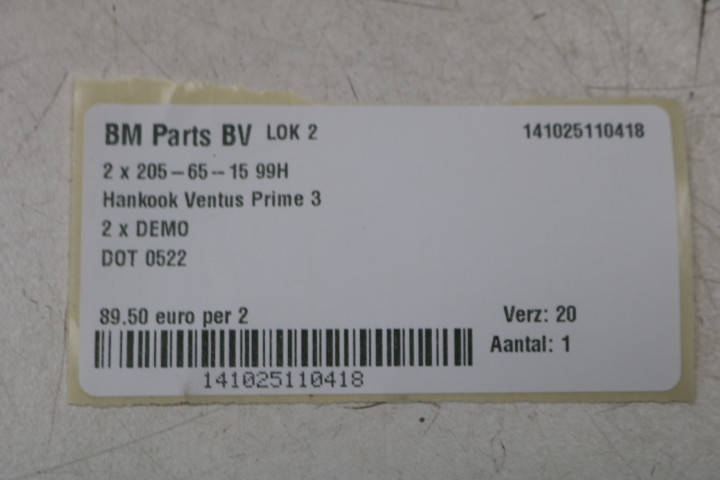 BM Parts BV LOK 2 141025110418
2 x 205-65--15 99H
Hankook Ventus Prime 3
2 x DEMO
DOT 0522
89.50 euro per 2 Verz: 20
Aantal: 1
141025110418